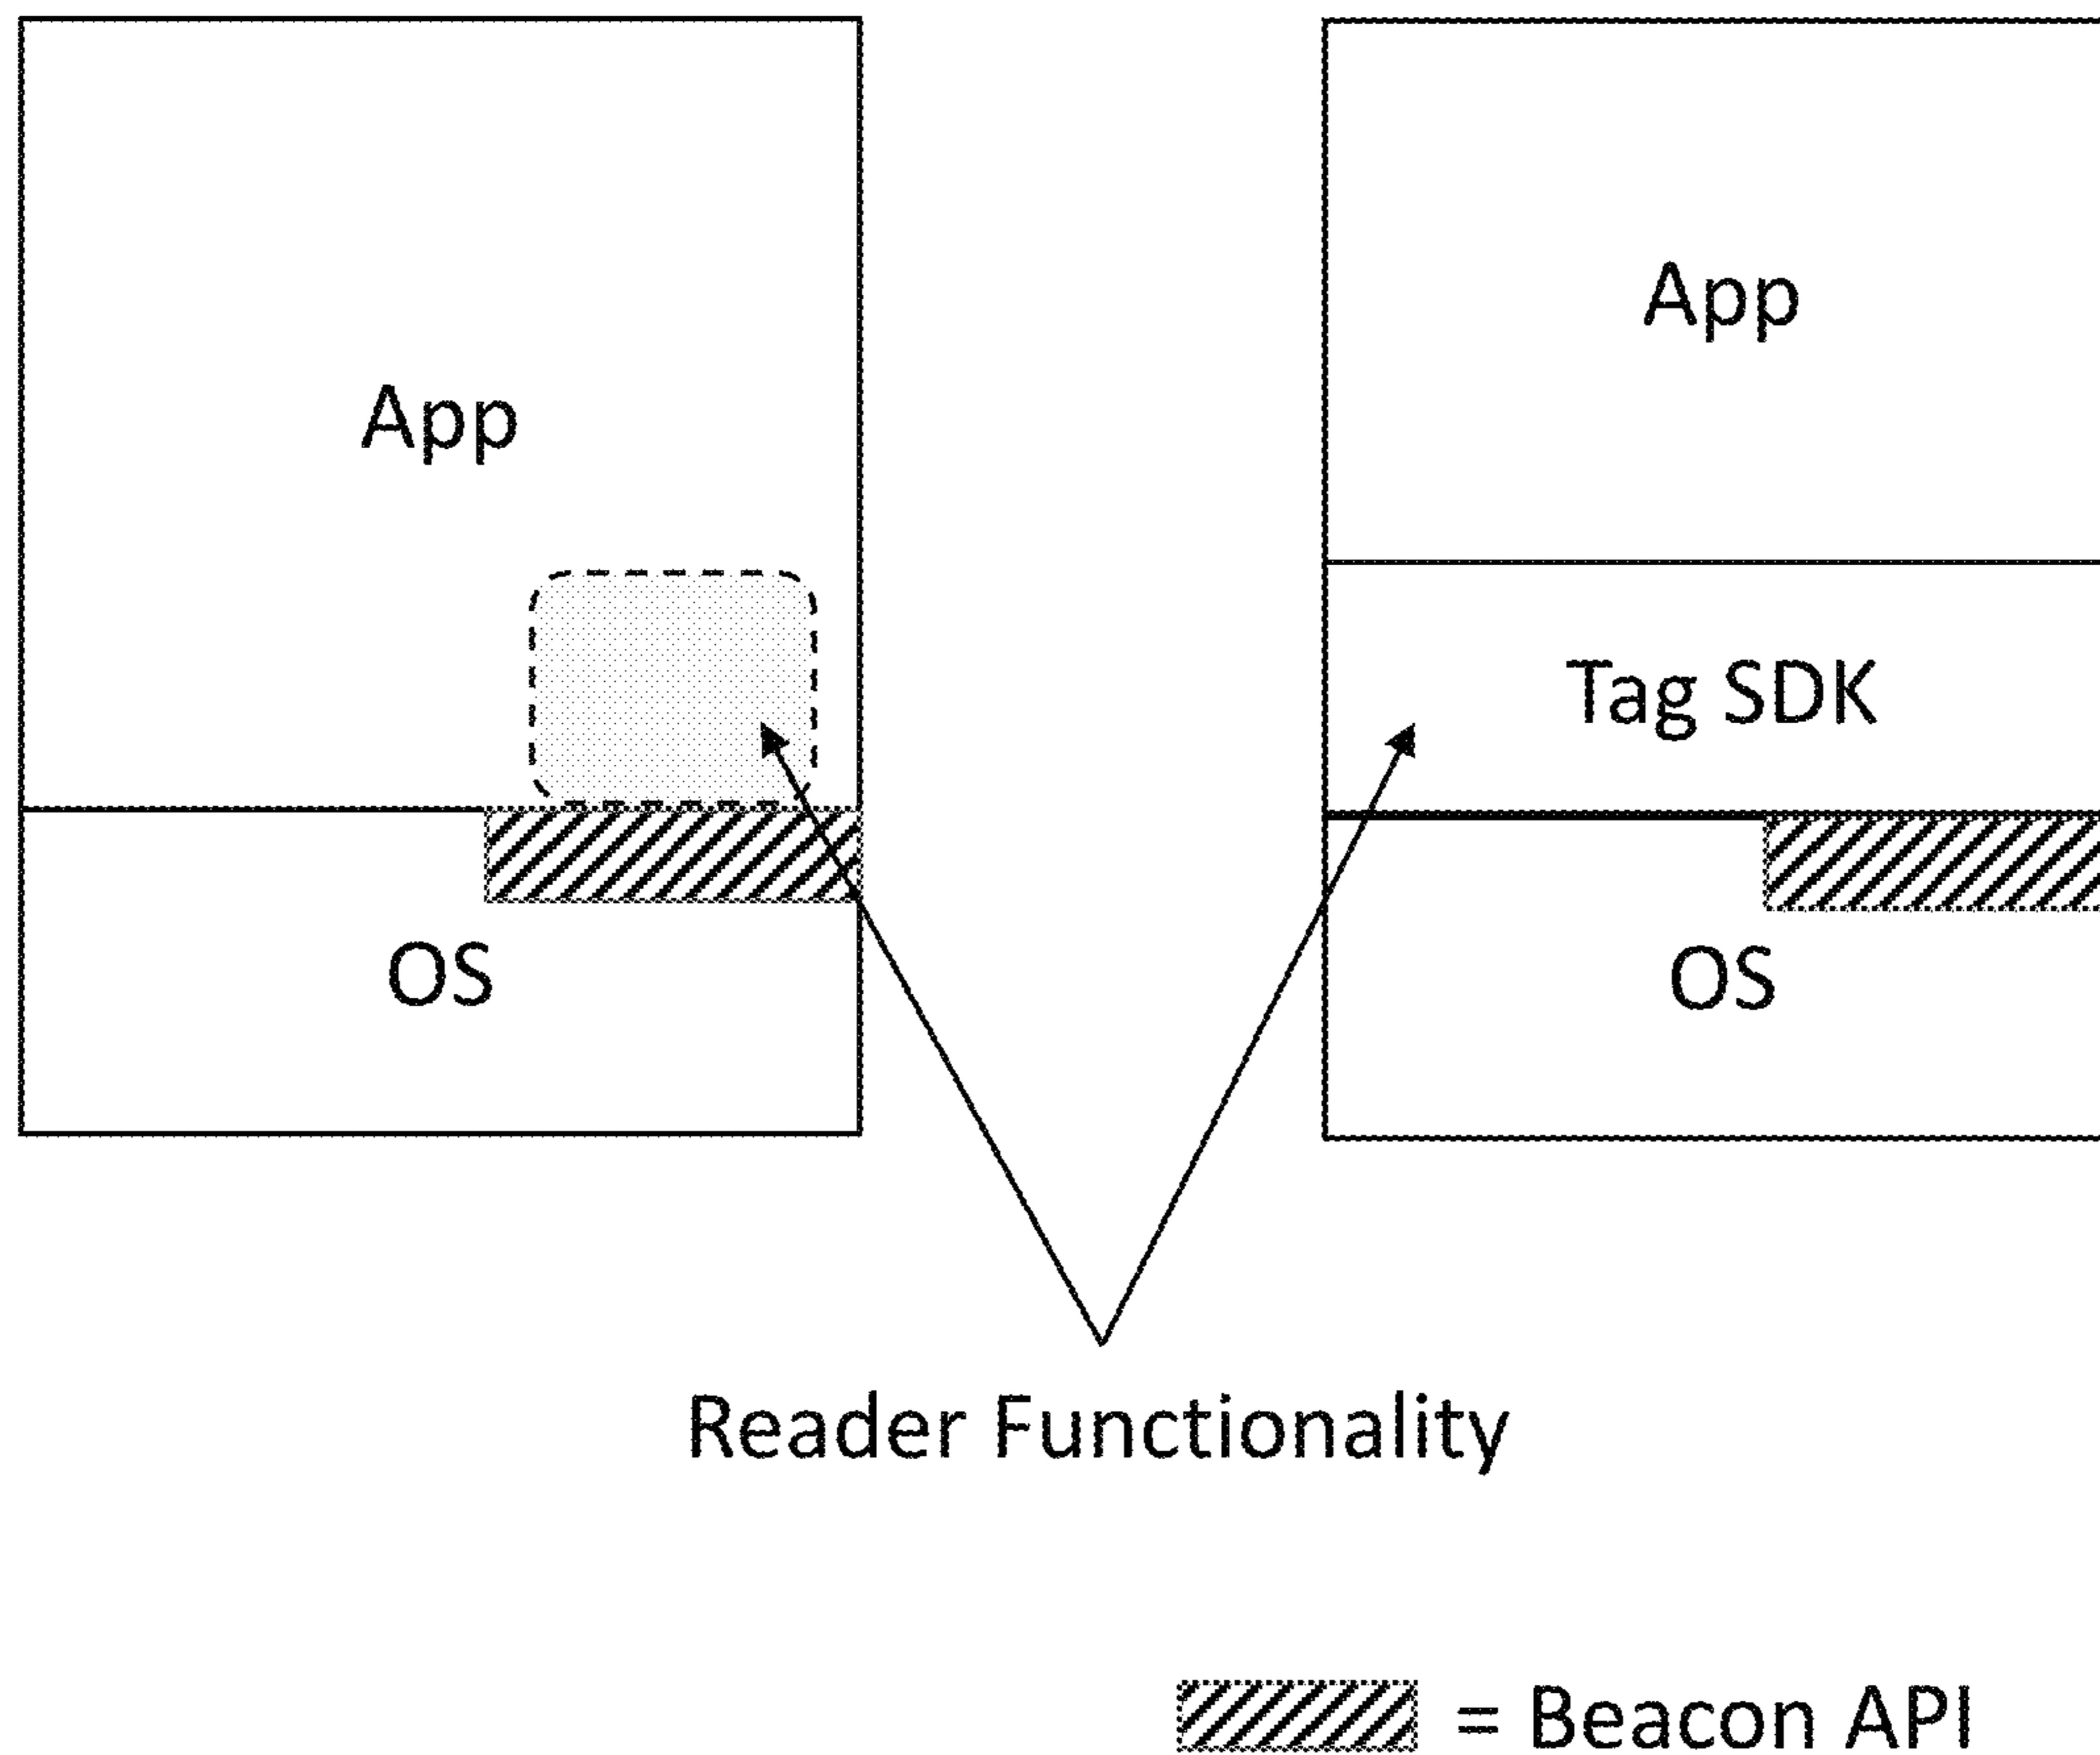 App
OS
App
Tag SDK
OS
Reader Functionality
= Beacon API